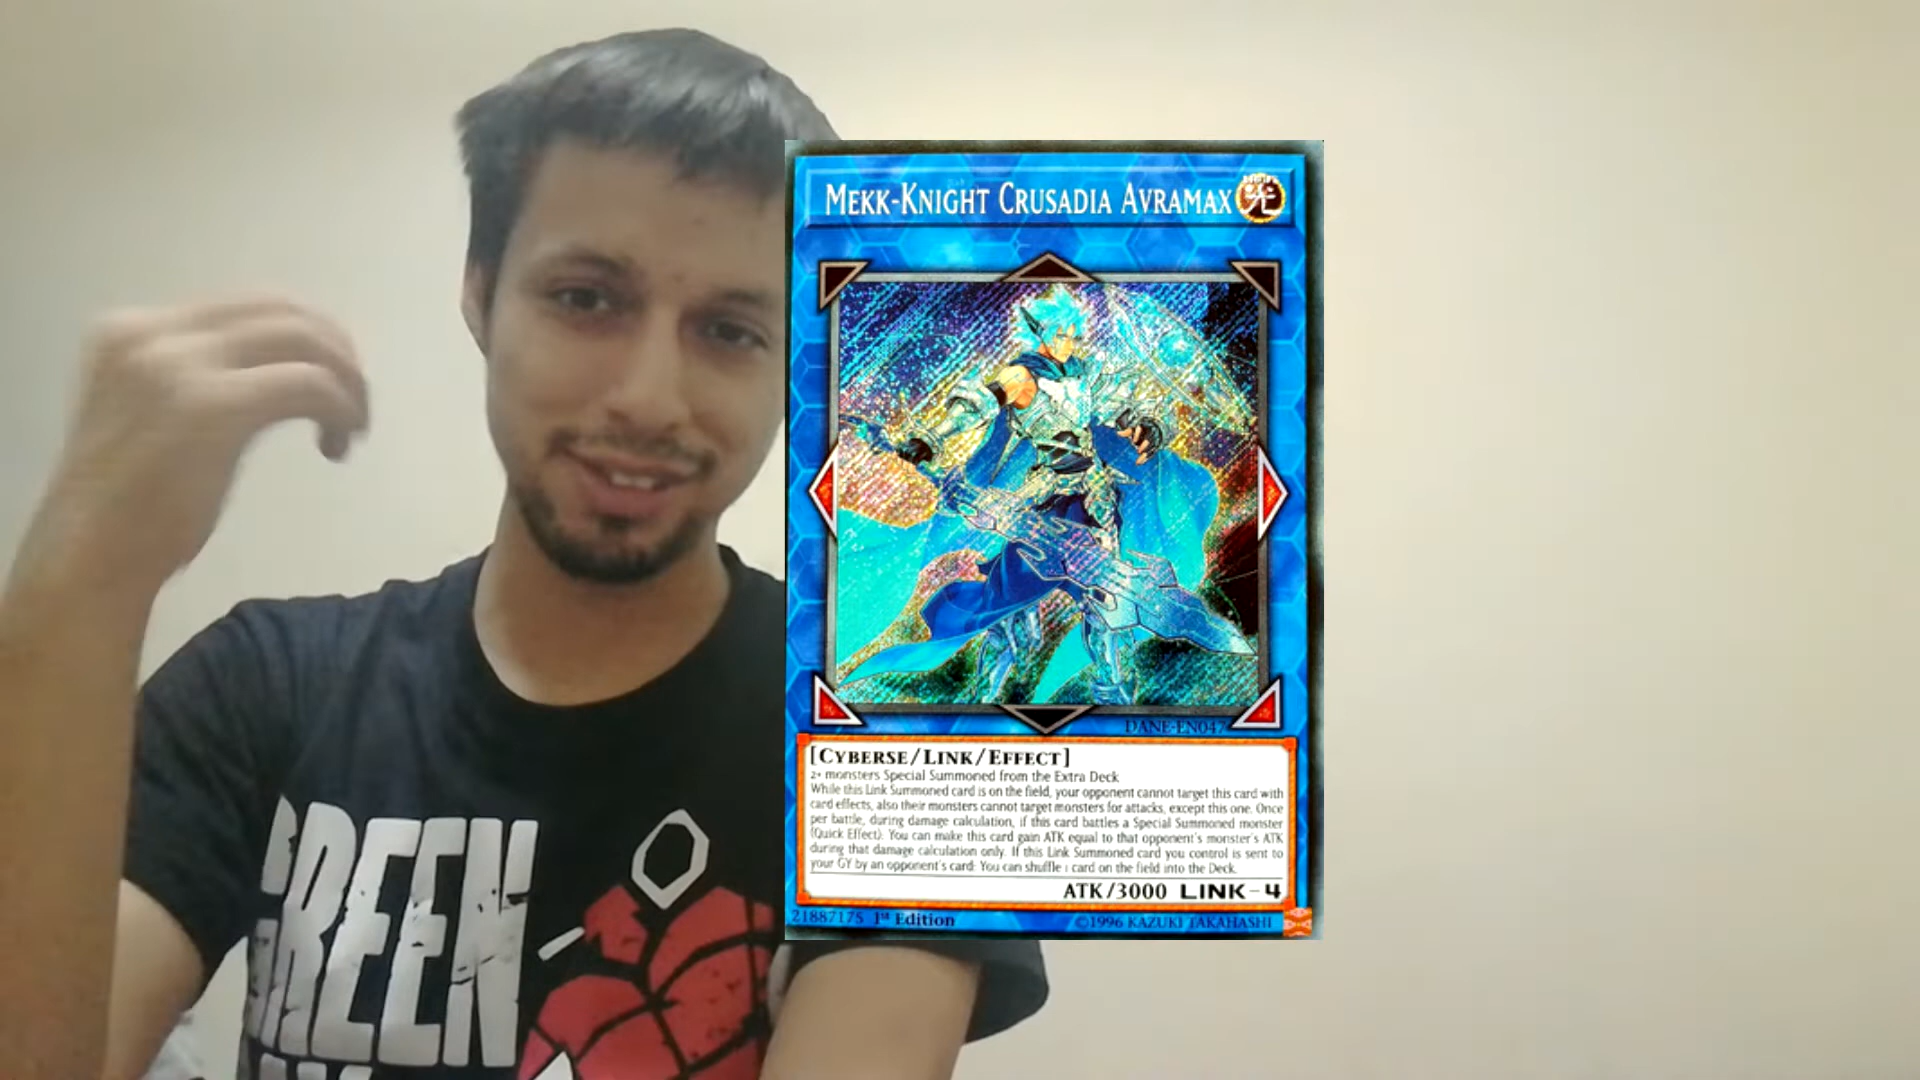 MEKK-KNIGHT CRUSADIA AVRAMAX
光
DANE-EN047
[CYBERSE/LINK/EFFECT]
2+ monsters Special Summoned from the Extra Deck
While this Link Summoned card is on the field, your opponent cannot target this card with
card effects, also their monsters cannot target monsters for attacks, except this one. Once
per battle, during damage calculation, if this card battles a Special Summoned monster
(Quick Effect): You can make this card gain ATK equal to that opponent's monster's ATK
during that damage calculation only. If this Link Summoned card you control is sent to
your GY by an opponent's card: You can shuffle 1 card on the field into the Deck.
ATK/3000 LINK-4
21887175 1st Edition
©1996 KAZUKI TAKAHASHI
GREEN